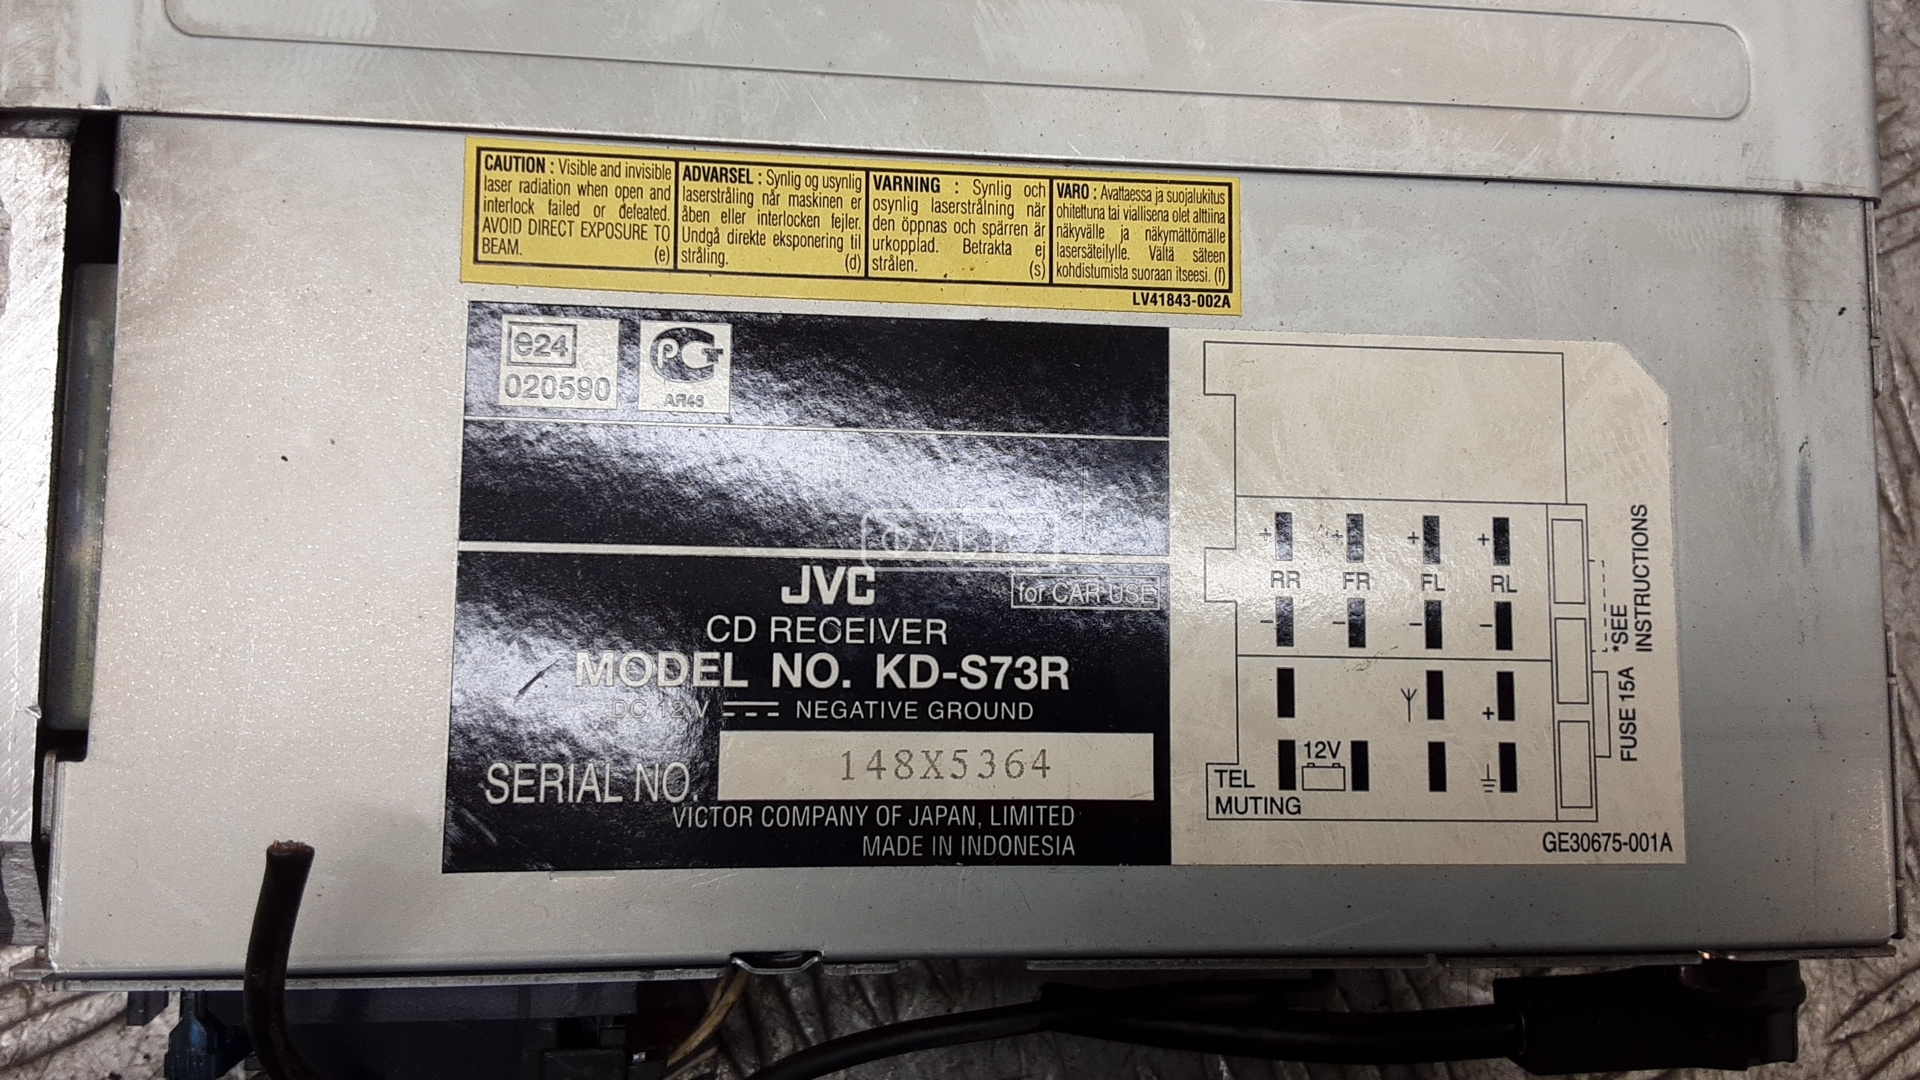 CAUTION : Visible and invisible
laser radiation when open and
interlock failed or defeated.
AVOID DIRECT EXPOSURE TO
BEAM. (e)
ADVARSEL : Synlig og usynlig
laserstråling når maskinen er
åben eller interlocken fejler.
Undgå direkte eksponering til
stråling. (d)
VARNING : Synlig och
osynlig laserstrålning när
den öppnas och spärren är
urkopplad. Betrakta ej
strålen. (s)
VARO : Avattaessa ja suojalukitus
ohitettuna tai viallisena olet alttiina
näkyvälle ja näkymättömälle
lasersäteilylle. Vältä säteen
kohdistumista suoraan itseesi. (f)
LV41843-002A
e24
020590
РСТ
АЯ46
Ф АВТО
JVC
for CAR USE
CD RECEIVER
MODEL NO. KD-S73R
DC 12 V NEGATIVE GROUND
SERIAL NO. 148X5364
VICTOR COMPANY OF JAPAN, LIMITED
MADE IN INDONESIA
+ + + +
RR FR FL RL
- - - -
+
12V
TEL
MUTING
*SEE
INSTRUCTIONS
FUSE 15A
GE30675-001A